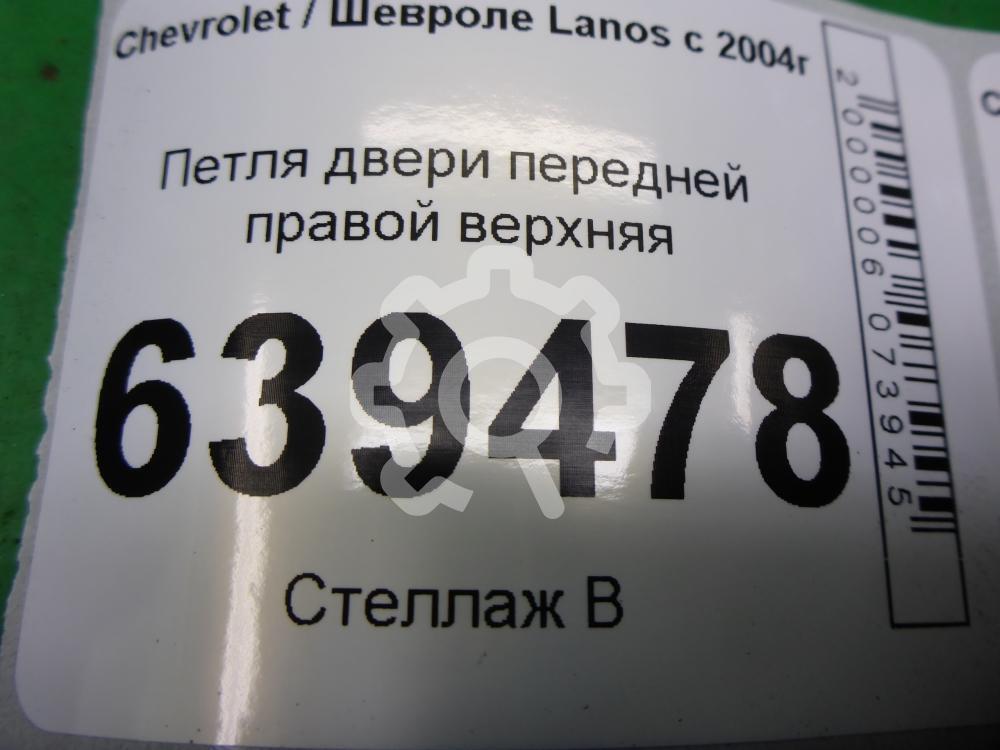 Chevrolet / Шевроле Lanos с 2004г
Петля двери передней
правой верхняя
639478
Стеллаж В
2000006073945